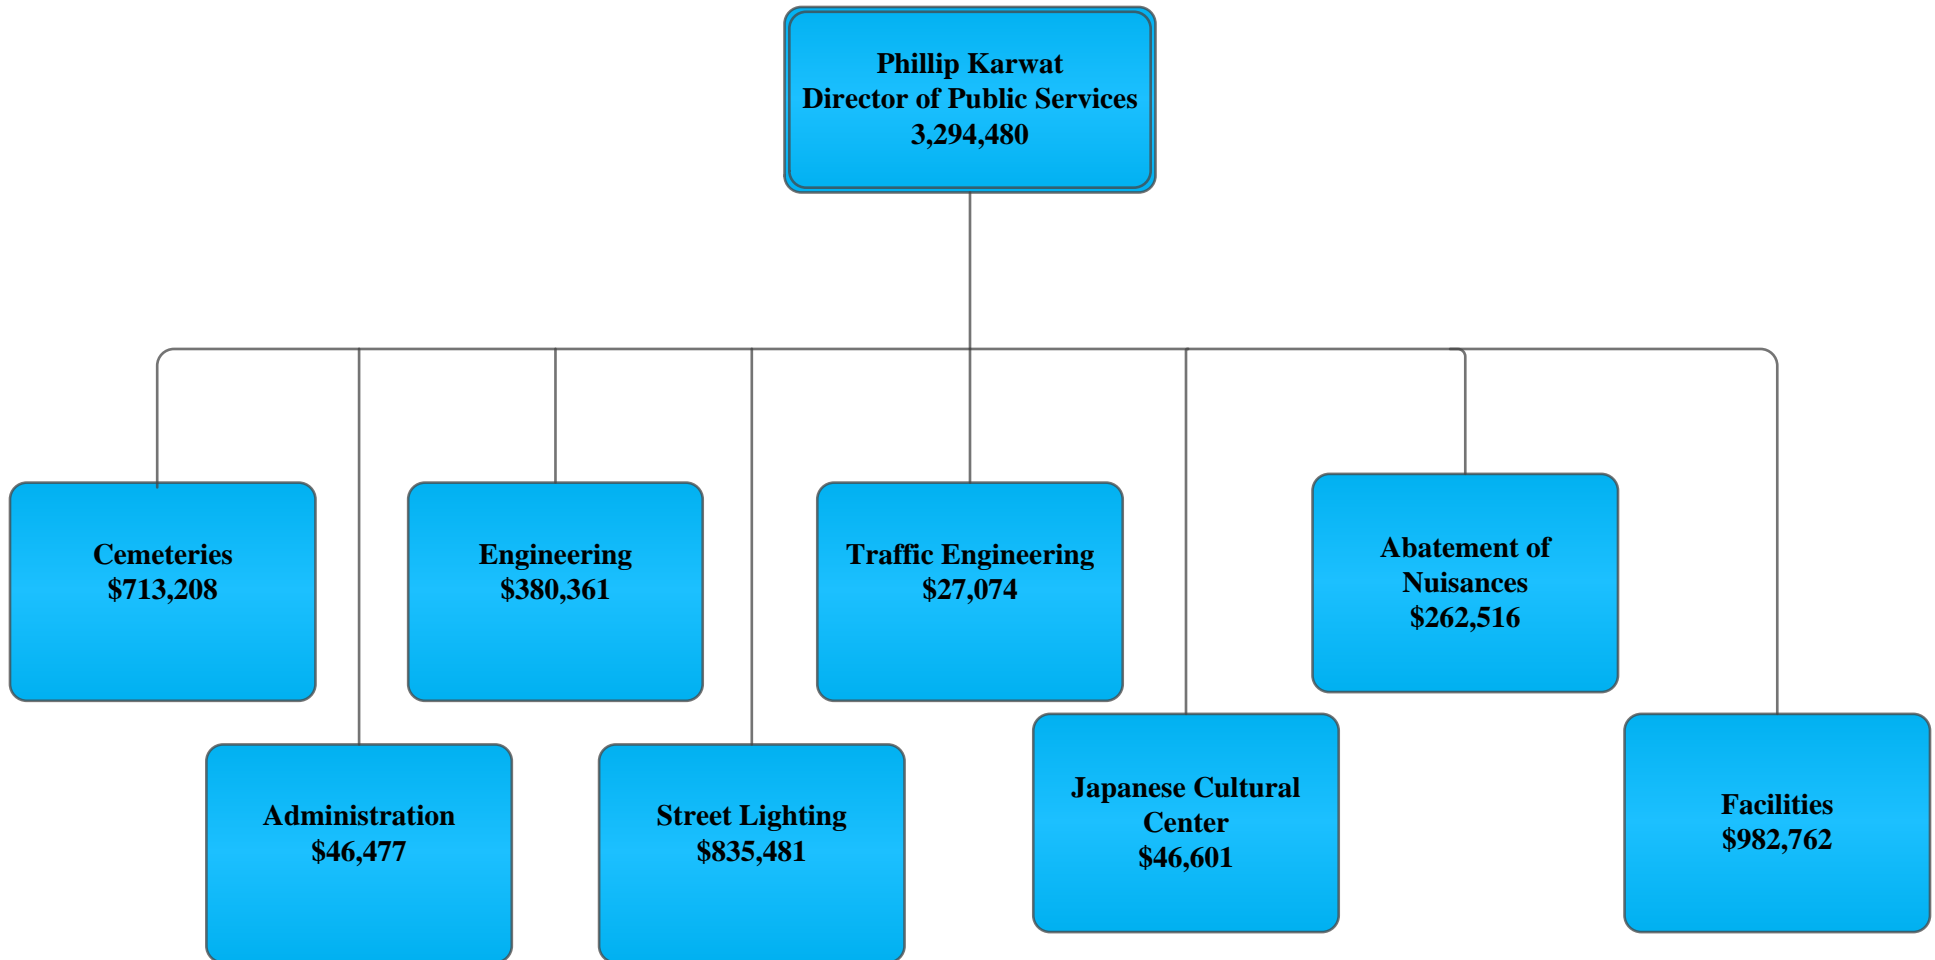 Phillip Karwat
Director of Public Services
3,294,480
Cemeteries
$713,208
Engineering
$380,361
Traffic Engineering
$27,074
Abatement of
Nuisances
$262,516
Administration
$46,477
Street Lighting
$835,481
Japanese Cultural
Center
$46,601
Facilities
$982,762